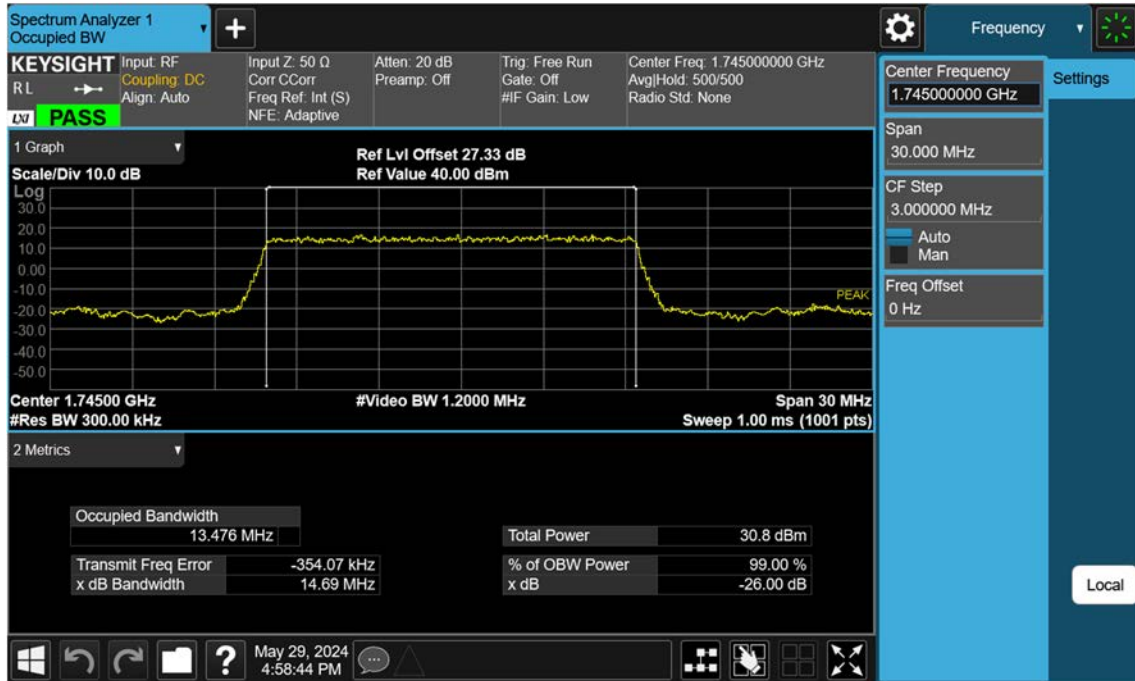 Spectrum Analyzer 1
Occupied BW
+
Frequency
KEYSIGHT
R L
LXI
PASS
Input: RF
Coupling: DC
Align: Auto
Input Z: 50 Ω
Corr CCorr
Freq Ref: Int (S)
NFE: Adaptive
Atten: 20 dB
Preamp: Off
Trig: Free Run
Gate: Off
#IF Gain: Low
Center Freq: 1.745000000 GHz
Avg|Hold: 500/500
Radio Std: None
Center Frequency
1.745000000 GHz
Settings
Span
30.000 MHz
CF Step
3.000000 MHz
Auto
Man
Freq Offset
0 Hz
Local
1 Graph
Scale/Div 10.0 dB
Ref Lvl Offset 27.33 dB
Ref Value 40.00 dBm
Log
30.0
20.0
10.0
0.00
-10.0
-20.0
-30.0
-40.0
-50.0
PEAK
Center 1.74500 GHz
#Video BW 1.2000 MHz
Span 30 MHz
#Res BW 300.00 kHz
Sweep 1.00 ms (1001 pts)
2 Metrics
Occupied Bandwidth
13.476 MHz
Total Power 30.8 dBm
Transmit Freq Error -354.07 kHz
% of OBW Power 99.00 %
x dB Bandwidth 14.69 MHz
x dB -26.00 dB
?
May 29, 2024
4:58:44 PM